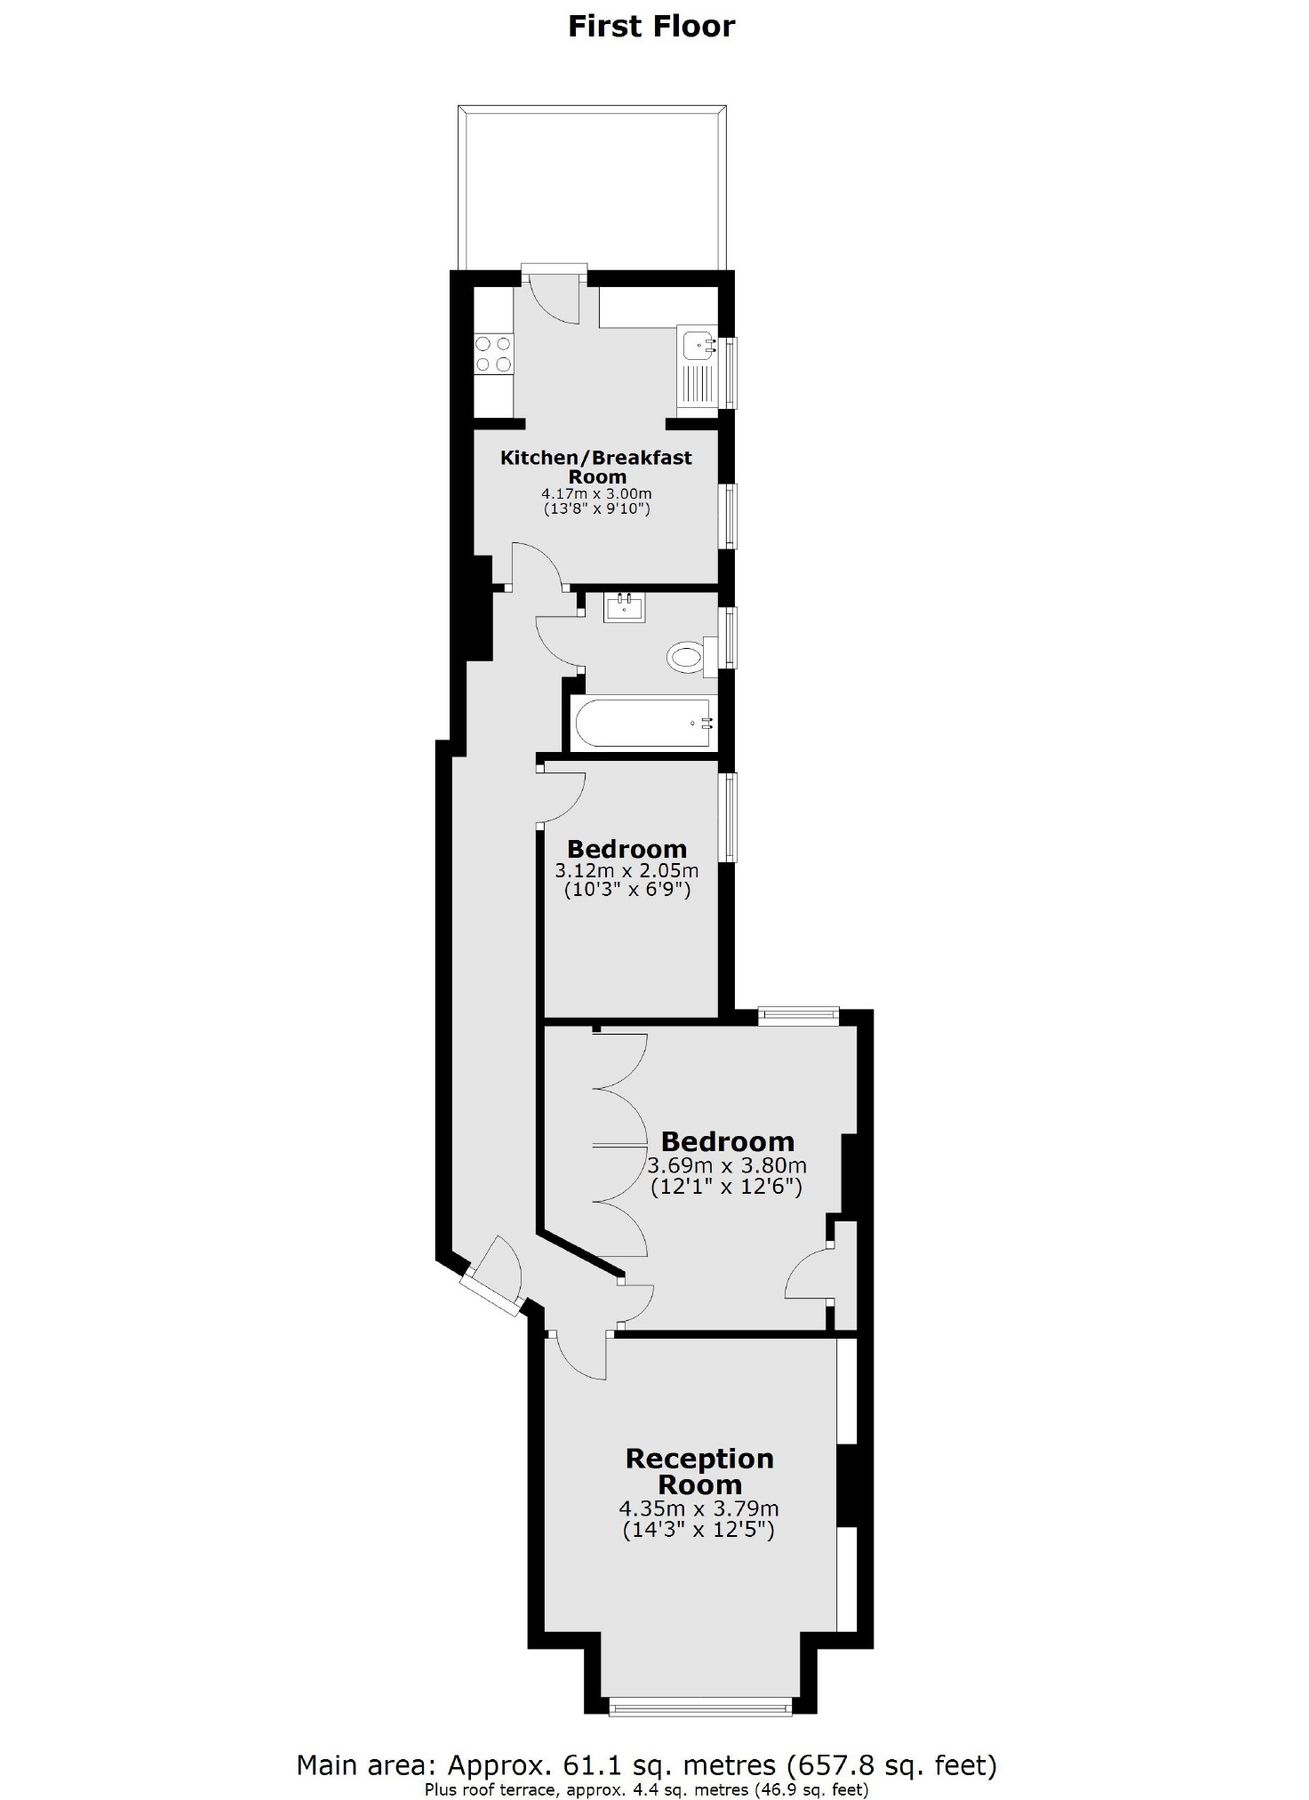 First Floor
Kitchen/Breakfast
Room
4.17m x 3.00m
(13'8" x 9'10")
Bedroom
3.12m x 2.05m
(10'3" x 6'9")
Bedroom
3.69m x 3.80m
(12'1" x 12'6")
Reception
Room
4.35m x 3.79m
(14'3" x 12'5")
Main area: Approx. 61.1 sq. metres (657.8 sq. feet)
Plus roof terrace, approx. 4.4 sq. metres (46.9 sq. feet)